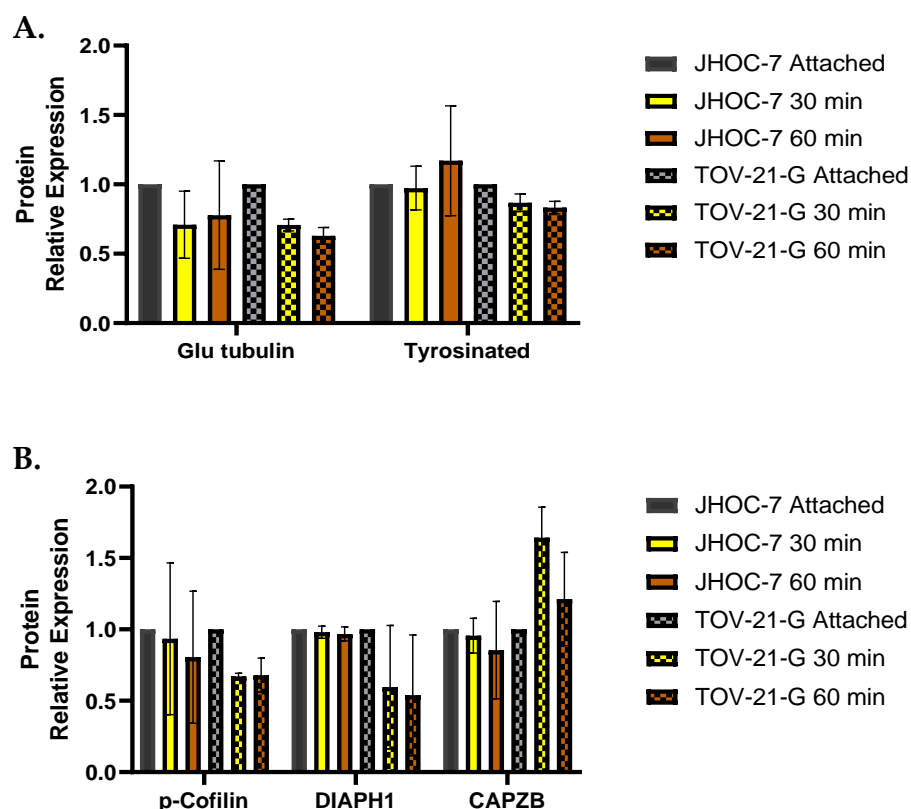 A.
2.0
1.5
1.0
0.5
0.0
Protein
Relative Expression
Glu tubulin
Tyrosinated
JHOC-7 Attached
JHOC-7 30 min
JHOC-7 60 min
TOV-21-G Attached
TOV-21-G 30 min
TOV-21-G 60 min
B.
2.0
1.5
1.0
0.5
0.0
Protein
Relative Expression
p-Cofilin
DIAPH1
CAPZB
JHOC-7 Attached
JHOC-7 30 min
JHOC-7 60 min
TOV-21-G Attached
TOV-21-G 30 min
TOV-21-G 60 min